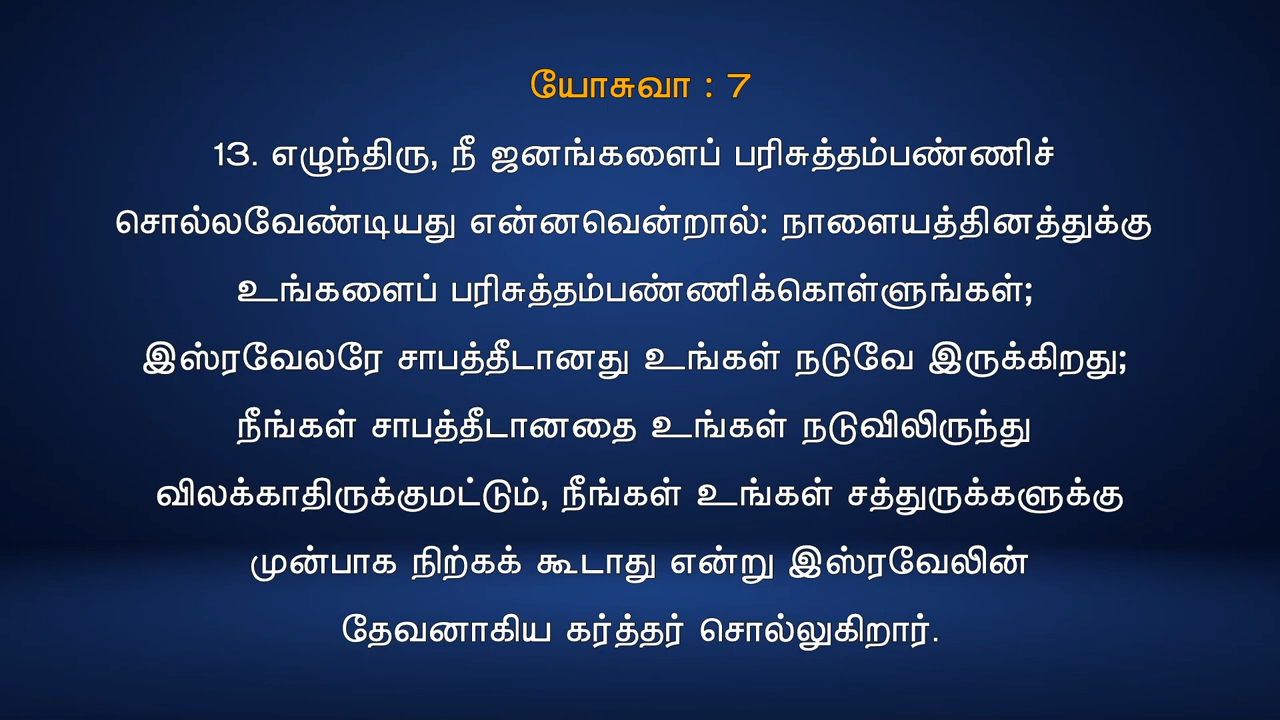 யோசுவா : 7
13. எழுந்திரு, நீ ஜனங்களைப் பரிசுத்தம்பண்ணிச்
சொல்லவேண்டியது என்னவென்றால்: நாளையத்தினத்துக்கு
உங்களைப் பரிசுத்தம்பண்ணிக்கொள்ளுங்கள்;
இஸ்ரவேலரே சாபத்தீடானது உங்கள் நடுவே இருக்கிறது;
நீங்கள் சாபத்தீடானதை உங்கள் நடுவிலிருந்து
விலக்காதிருக்குமட்டும், நீங்கள் உங்கள் சத்துருக்களுக்கு
முன்பாக நிற்கக் கூடாது என்று இஸ்ரவேலின்
தேவனாகிய கர்த்தர் சொல்லுகிறார்.